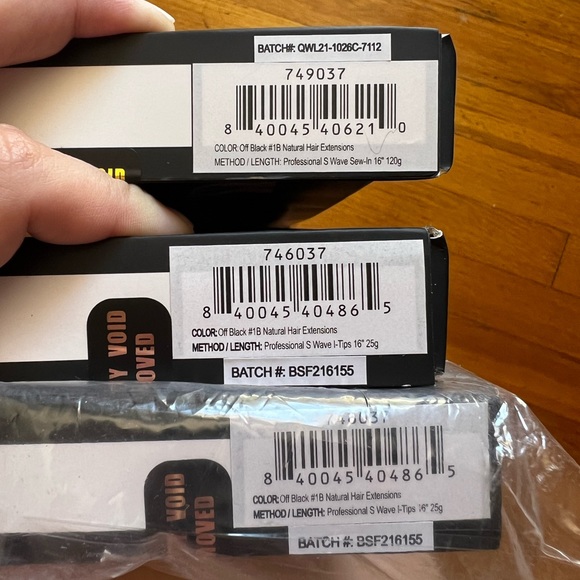 BATCH#: QWL21-1026C-7112
749037
8 40045 40621 0
COLOR: Off Black #1B Natural Hair Extensions
METHOD / LENGTH: Professional S Wave Sew-In 16" 120g
746037
8 40045 40486 5
COLOR: Off Black #1B Natural Hair Extensions
METHOD / LENGTH: Professional S Wave I-Tips 16" 25g
BATCH #: BSF216155
VOID
746037
8 40045 40486 5
COLOR: Off Black #1B Natural Hair Extensions
METHOD / LENGTH: Professional S Wave I-Tips 16" 25g
BATCH #: BSF216155
VOID